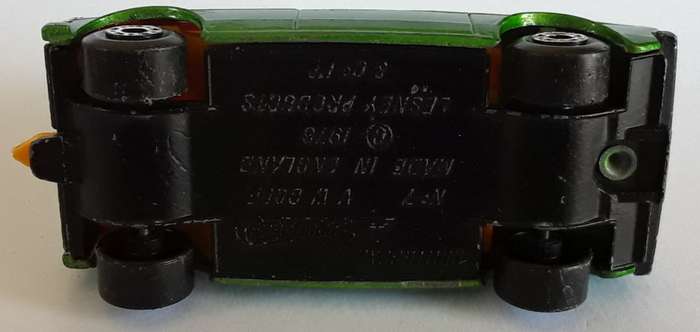 Nº 7 V W GOLF
MADE IN ENGLAND
© 1976
LESNEY PRODUCTS
& Cº LTD